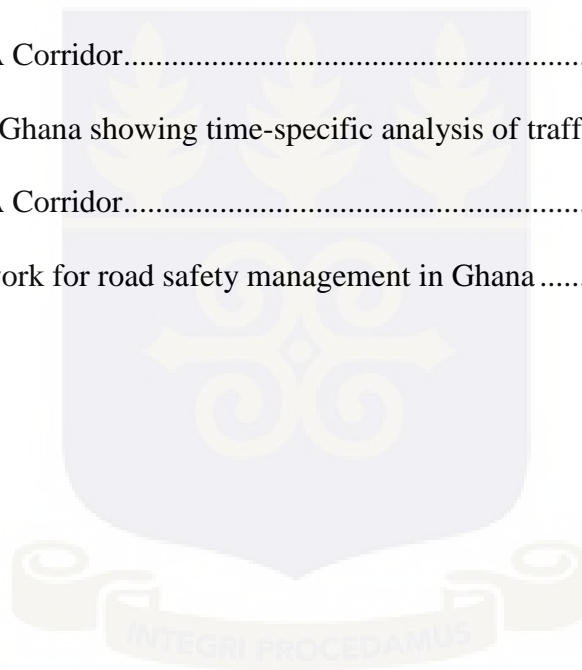 A Corridor
Ghana showing time-specific analysis of traff
A Corridor
ork for road safety management in Ghana
INTEGRI PROCEDAMUS